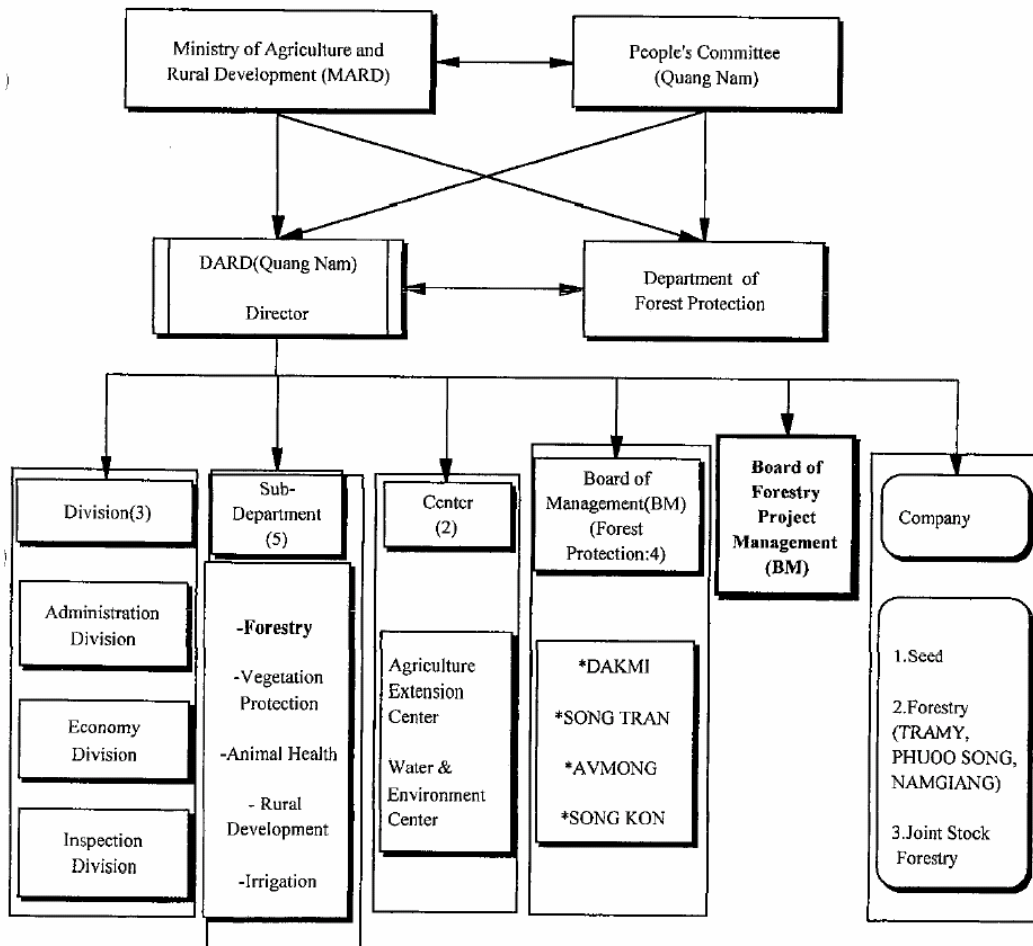 Ministry of Agriculture and
Rural Development (MARD)
People's Committee
(Quang Nam)
DARD(Quang Nam)
Director
Department of
Forest Protection
Division(3)
Administration
Division
Economy
Division
Inspection
Division
Sub-
Department
(5)
-Forestry
-Vegetation
Protection
-Animal Health
- Rural
Development
-Irrigation
Center
(2)
Agriculture
Extension
Center
Water &
Environment
Center
Board of
Management(BM)
(Forest
Protection:4)
*DAKMI
*SONG TRAN
*AVMONG
*SONG KON
Board of
Forestry
Project
Management
(BM)
Company
1.Seed
2.Forestry
(TRAMY,
PHUOO SONG,
NAMGIANG)
3.Joint Stock
Forestry